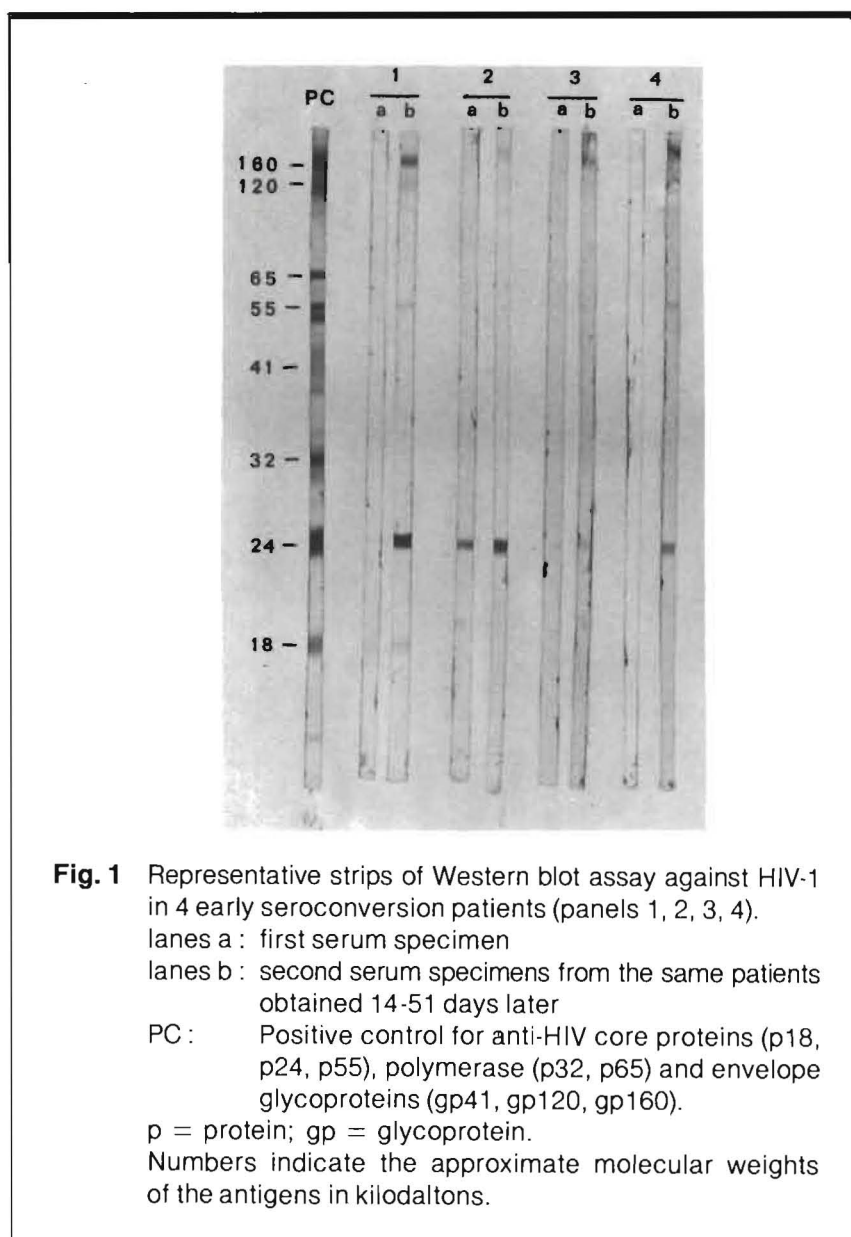 1 2 3 4
PC a b a b a b a b
160 –
120 –
65 –
55 –
41 –
32 –
24 –
18 –
Fig. 1 Representative strips of Western blot assay against HIV-1
in 4 early seroconversion patients (panels 1, 2, 3, 4).
lanes a : first serum specimen
lanes b : second serum specimens from the same patients
obtained 14-51 days later
PC : Positive control for anti-HIV core proteins (p18,
p24, p55), polymerase (p32, p65) and envelope
glycoproteins (gp41, gp120, gp160).
p = protein; gp = glycoprotein.
Numbers indicate the approximate molecular weights
of the antigens in kilodaltons.